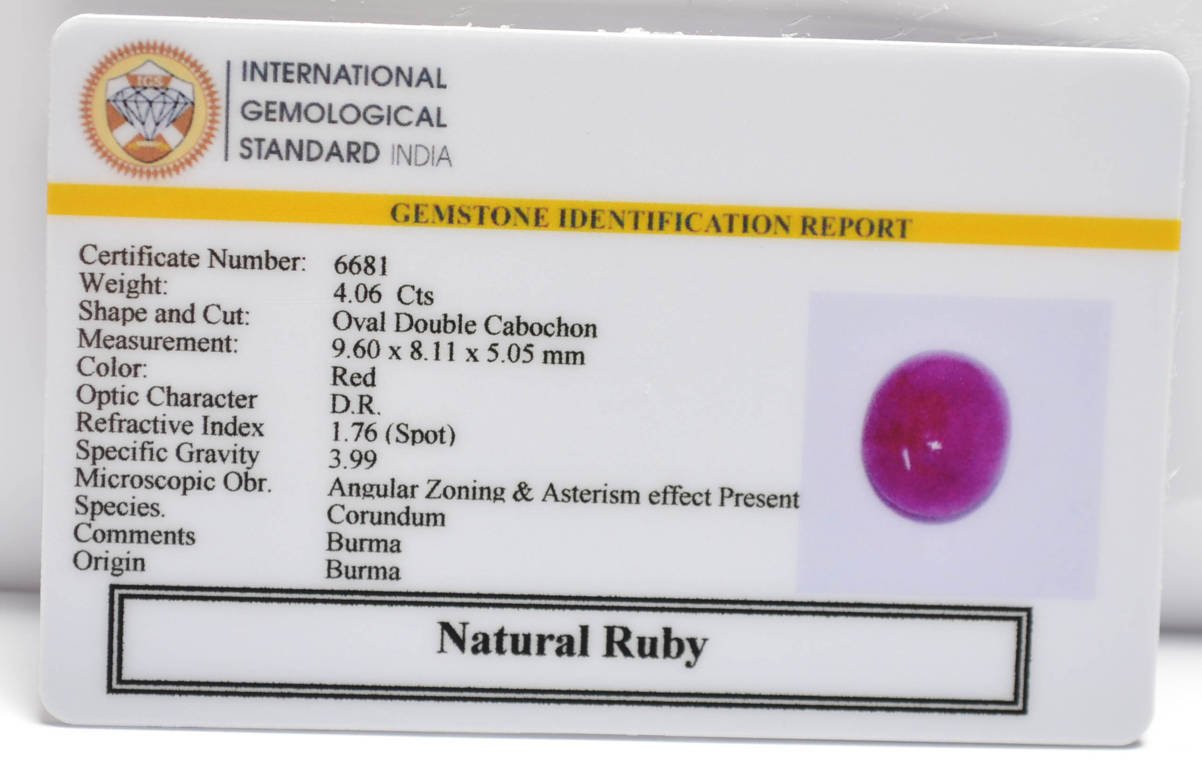 IGS
INTERNATIONAL
GEMOLOGICAL
STANDARD INDIA
GEMSTONE IDENTIFICATION REPORT
Certificate Number: 6681
Weight: 4.06 Cts
Shape and Cut: Oval Double Cabochon
Measurement: 9.60 x 8.11 x 5.05 mm
Color: Red
Optic Character D.R.
Refractive Index 1.76 (Spot)
Specific Gravity 3.99
Microscopic Obr. Angular Zoning & Asterism effect Present
Species. Corundum
Comments Burma
Origin Burma
Natural Ruby